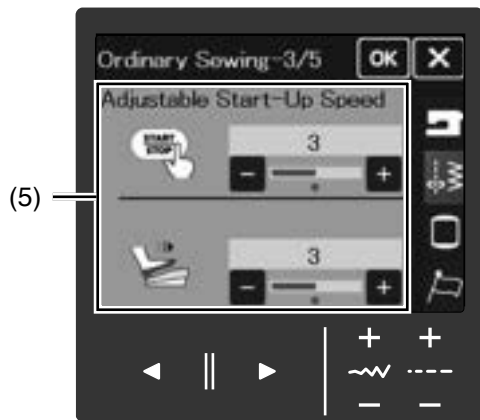 Ordinary Sewing-3/5 OK X
Adjustable Start-Up Speed
START
STOP
3
- +
(5)
3
- +
+ +
- -